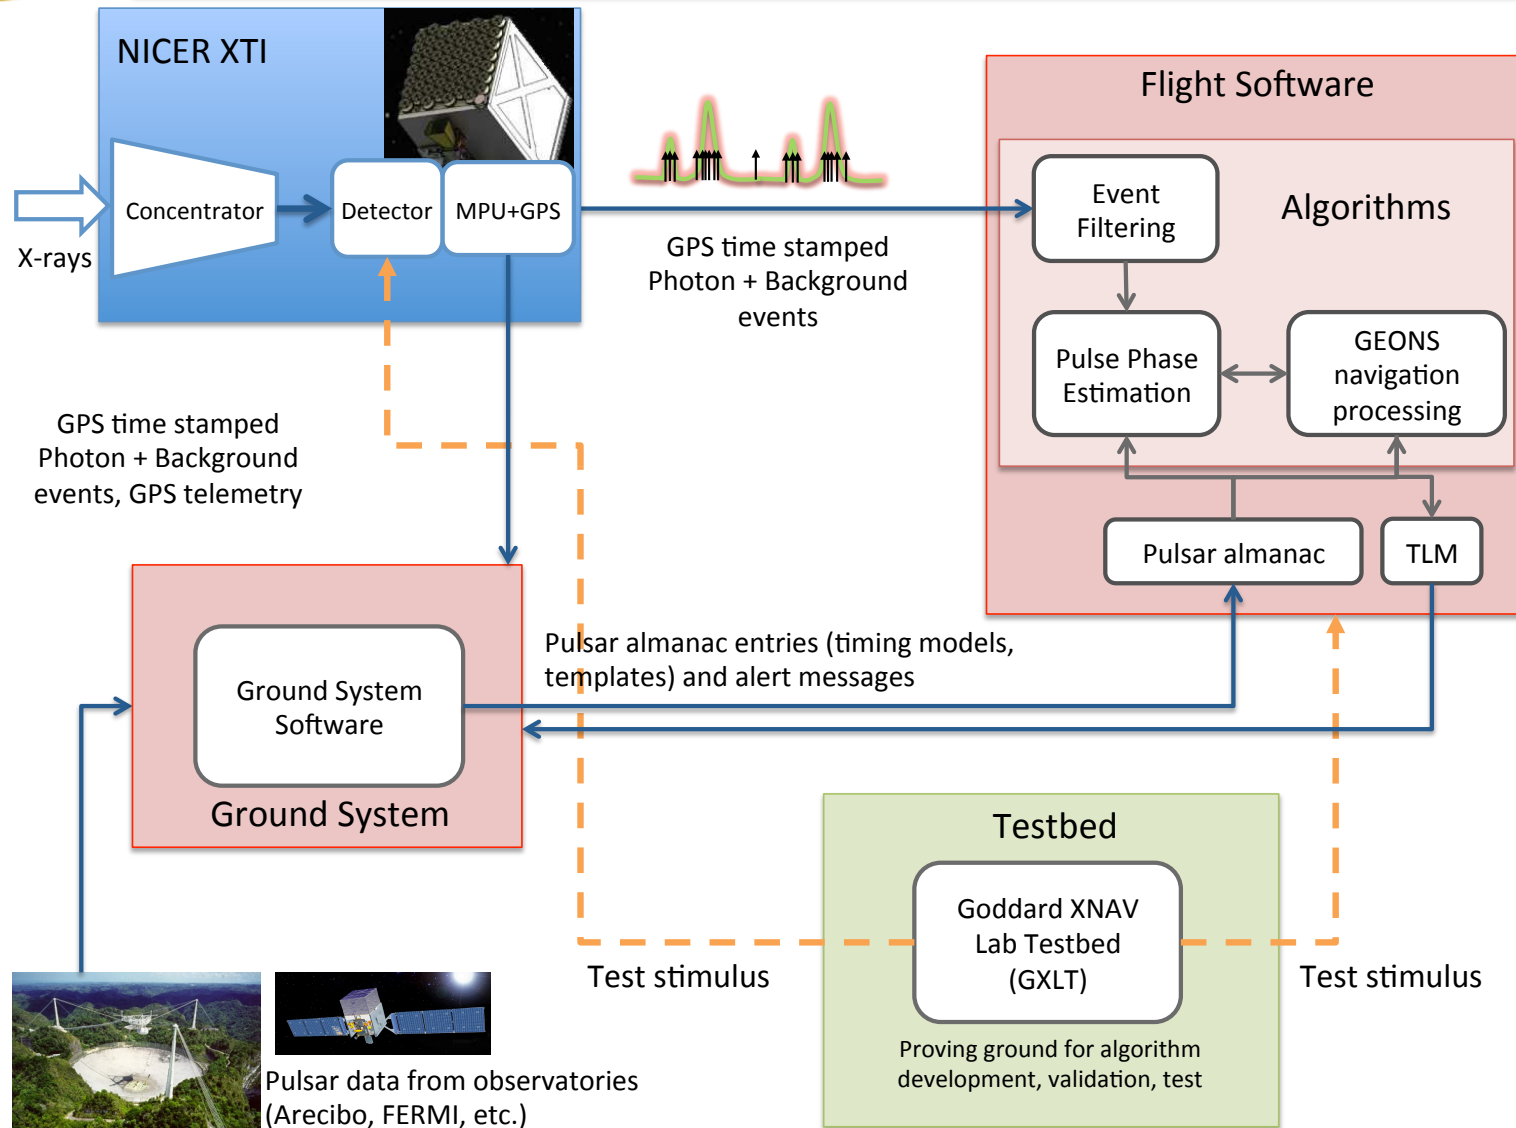 NICER XTI
Concentrator
Detector
MPU+GPS
X-rays
GPS time stamped
Photon + Background
events
Flight Software
Algorithms
Event
Filtering
Pulse Phase
Estimation
GEONS
navigation
processing
Pulsar almanac
TLM
GPS time stamped
Photon + Background
events, GPS telemetry
Ground System
Software
Ground System
Pulsar almanac entries (timing models,
templates) and alert messages
Testbed
Goddard XNAV
Lab Testbed
(GXLT)
Proving ground for algorithm
development, validation, test
Test stimulus
Test stimulus
Pulsar data from observatories
(Arecibo, FERMI, etc.)